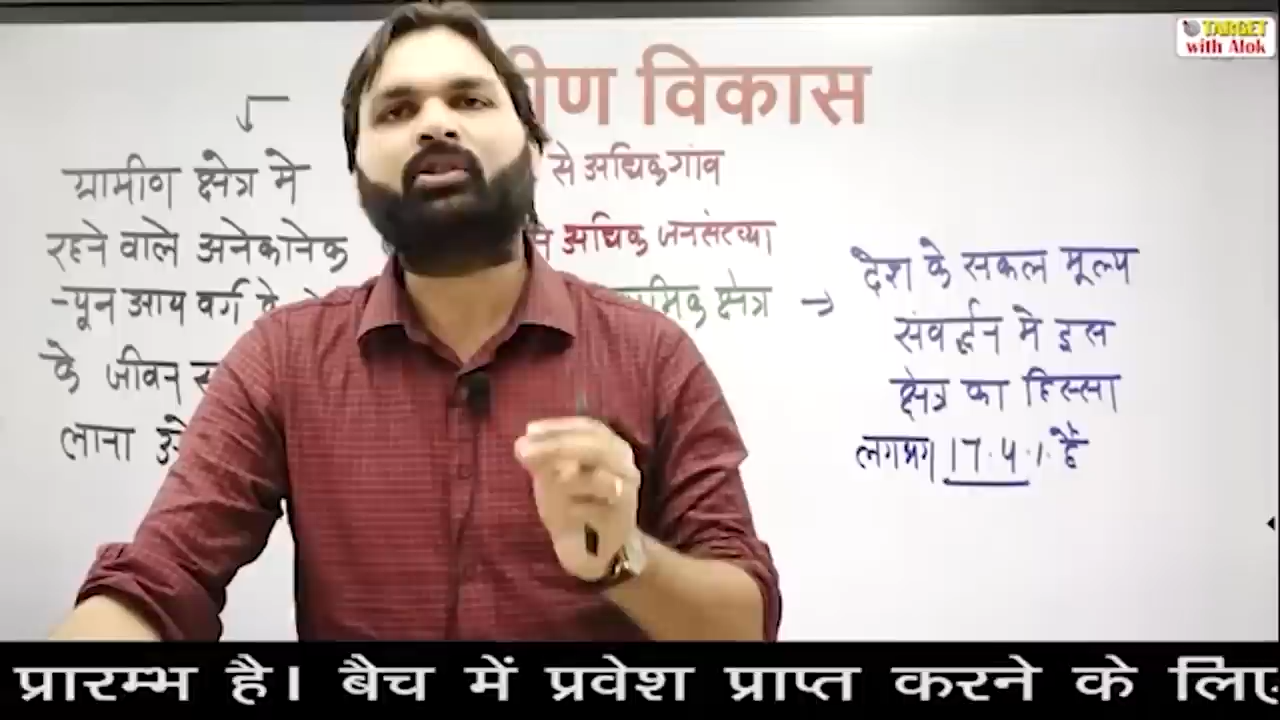 TARGET
with Alok
विकास
ग्रामीण क्षेत्र मे
रहने वाले अनेकानेक
न्यून आय वर्ग
के जीवन
लाना
से अधिक गांव
अधिक जनसंख्या
क्षेत्र →
देश के सकल मूल्य
संवर्द्धन मे इस
क्षेत्र का हिस्सा
लगभग 17.4% है
प्रारम्भ है। बैच में प्रवेश प्राप्त करने के लिए